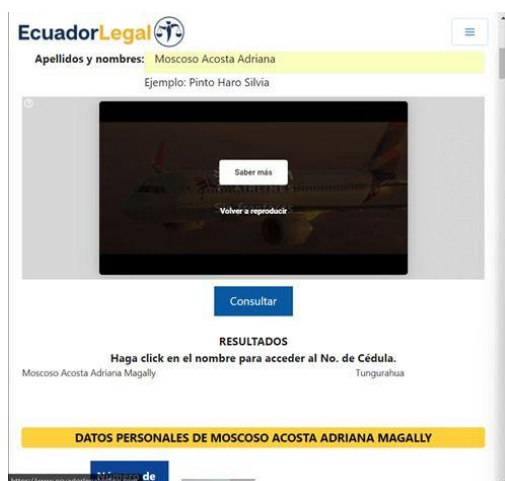 EcuadorLegal
Apellidos y nombres: Moscoso Acosta Adriana
Ejemplo: Pinto Haro Silvia
Saber más
AIRLINES
Volver a reproducir
Consultar
RESULTADOS
Haga click en el nombre para acceder al No. de Cédula.
Moscoso Acosta Adriana Magally Tungurahua
DATOS PERSONALES DE MOSCOSO ACOSTA ADRIANA MAGALLY
Número de